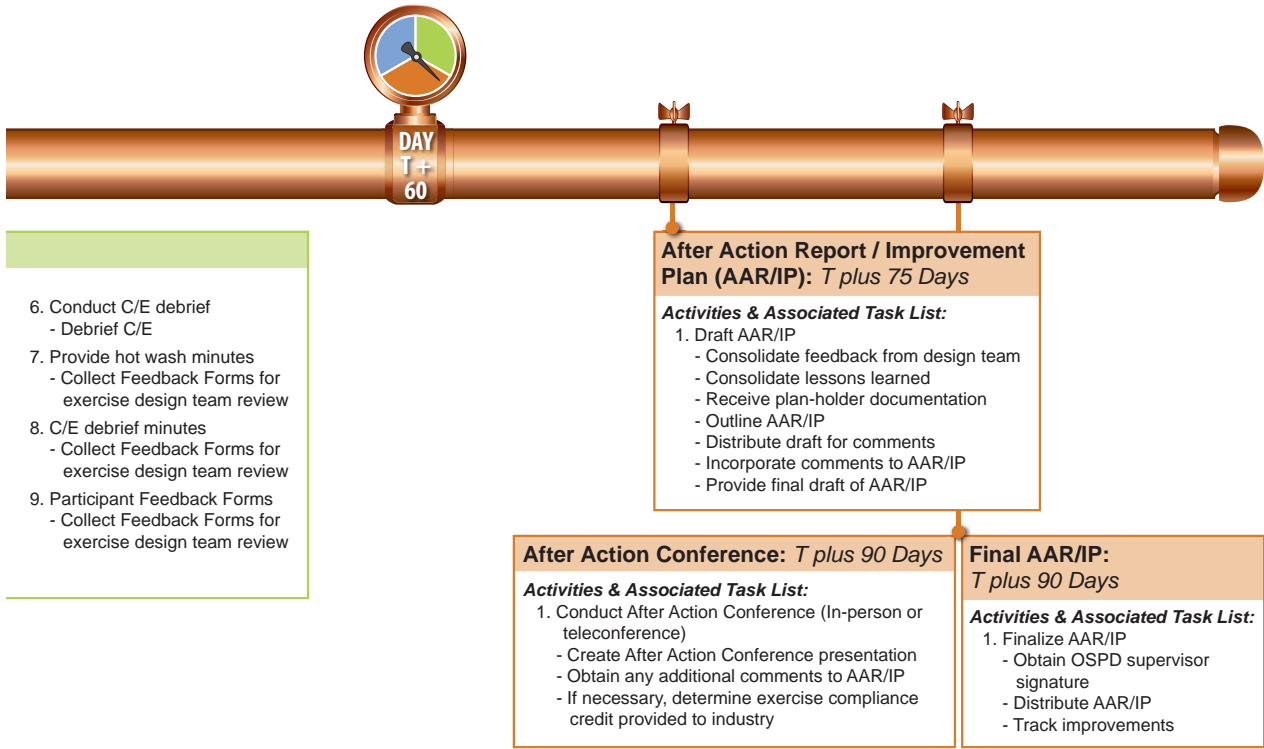 DAY
T +
60
6. Conduct C/E debrief
- Debrief C/E
7. Provide hot wash minutes
- Collect Feedback Forms for
exercise design team review
8. C/E debrief minutes
- Collect Feedback Forms for
exercise design team review
9. Participant Feedback Forms
- Collect Feedback Forms for
exercise design team review
After Action Report / Improvement
Plan (AAR/IP): T plus 75 Days
Activities & Associated Task List:
1. Draft AAR/IP
- Consolidate feedback from design team
- Consolidate lessons learned
- Receive plan-holder documentation
- Outline AAR/IP
- Distribute draft for comments
- Incorporate comments to AAR/IP
- Provide final draft of AAR/IP
After Action Conference: T plus 90 Days
Activities & Associated Task List:
1. Conduct After Action Conference (In-person or
teleconference)
- Create After Action Conference presentation
- Obtain any additional comments to AAR/IP
- If necessary, determine exercise compliance
credit provided to industry
Final AAR/IP:
T plus 90 Days
Activities & Associated Task List:
1. Finalize AAR/IP
- Obtain OSPD supervisor
signature
- Distribute AAR/IP
- Track improvements